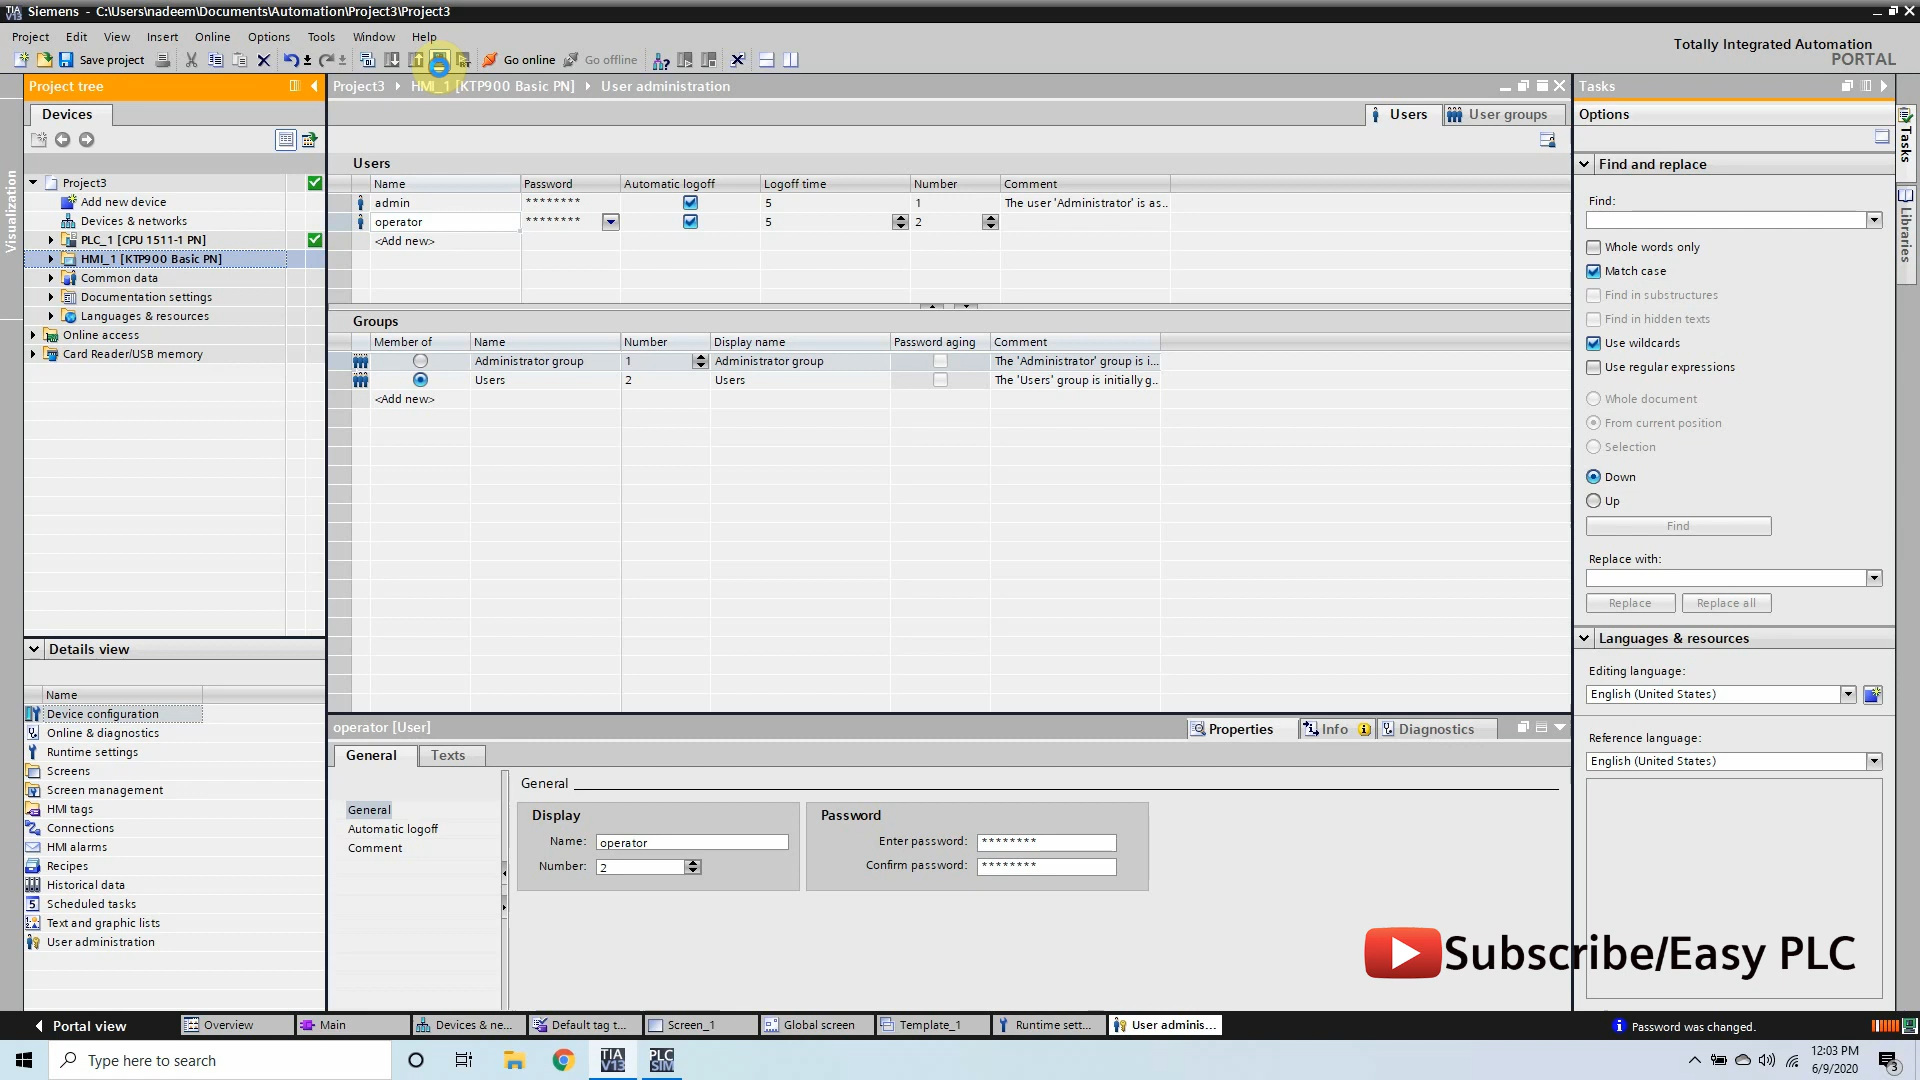 Siemens - C:\Users\nadeem\Documents\Automation\Project3\Project3
Project Edit View Insert Online Options Tools Window Help
Totally Integrated Automation
PORTAL
Save project Go online Go offline
Project tree
Project3 HMI_1 [KTP900 Basic PN] User administration
Tasks
Devices
Users User groups
Options
Users
Find and replace
Name Password Automatic logoff Logoff time Number Comment
admin ******** 5 1 The user 'Administrator' is as..
operator ******** 5 2
<Add new>
Project3
Add new device
Devices & networks
PLC_1 [CPU 1511-1 PN]
HMI_1 [KTP900 Basic PN]
Common data
Documentation settings
Languages & resources
Online access
Card Reader/USB memory
Visualization
Groups
Member of Name Number Display name Password aging Comment
Administrator group 1 Administrator group The 'Administrator' group is i...
Users 2 Users The 'Users' group is initially g..
<Add new>
Find:
Whole words only
Match case
Find in substructures
Find in hidden texts
Use wildcards
Use regular expressions
Whole document
From current position
Selection
Down
Up
Find
Replace with:
Replace Replace all
Languages & resources
Editing language:
English (United States)
Reference language:
English (United States)
Tasks
Libraries
Details view
Name
Device configuration
Online & diagnostics
Runtime settings
Screens
Screen management
HMI tags
Connections
HMI alarms
Recipes
Historical data
Scheduled tasks
Text and graphic lists
User administration
operator [User]
Properties Info Diagnostics
General Texts
General
Automatic logoff
Comment
General
Display
Name: operator
Number: 2
Password
Enter password: ********
Confirm password: ********
Subscribe/Easy PLC
Portal view Overview Main Devices & ne... Default tag t... Screen_1 Global screen Template_1 Runtime sett... User adminis... Password was changed.
Type here to search
TIA V13
PLC SIM
12:03 PM
6/9/2020
3